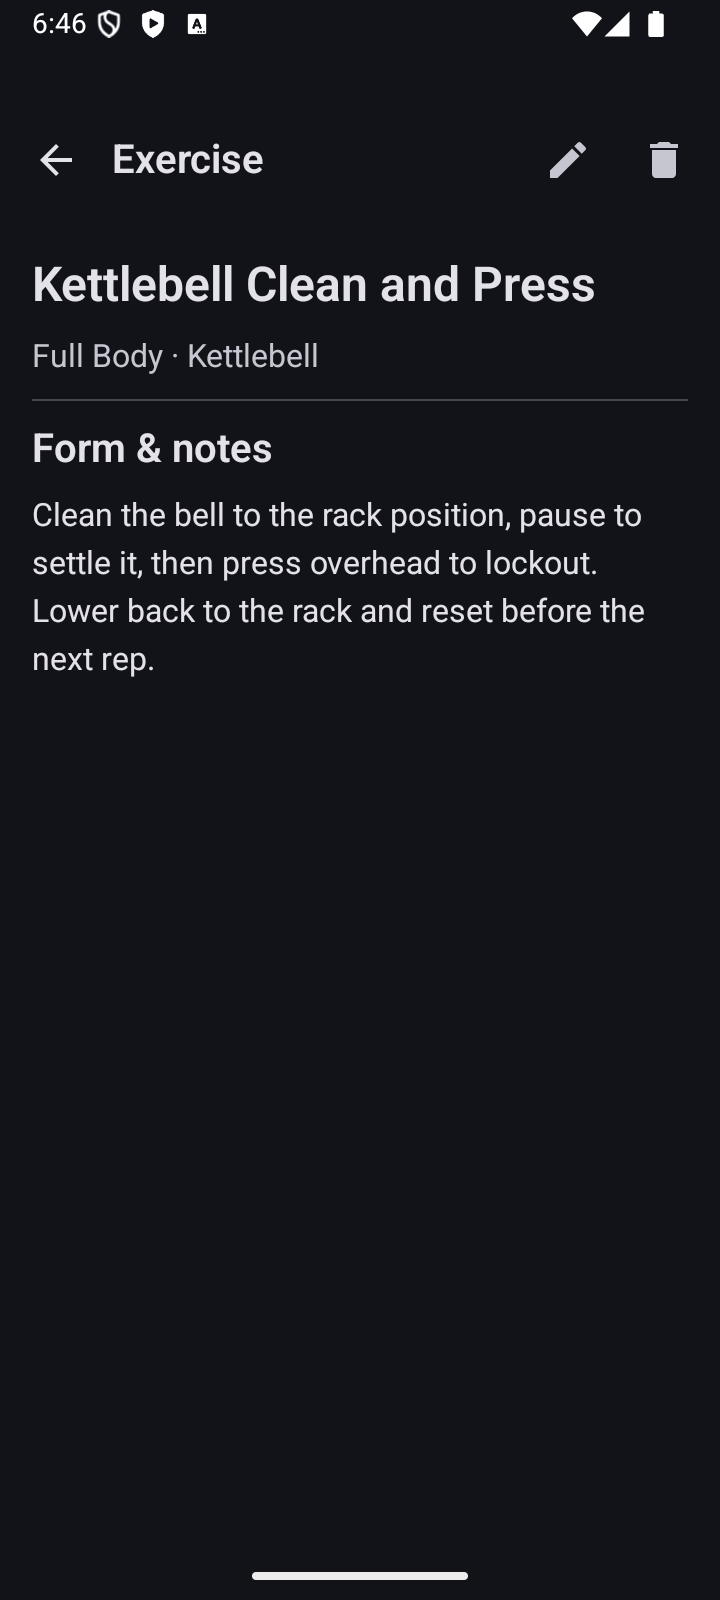 6:46
Exercise
Kettlebell Clean and Press
Full Body · Kettlebell
Form & notes
Clean the bell to the rack position, pause to
settle it, then press overhead to lockout.
Lower back to the rack and reset before the
next rep.